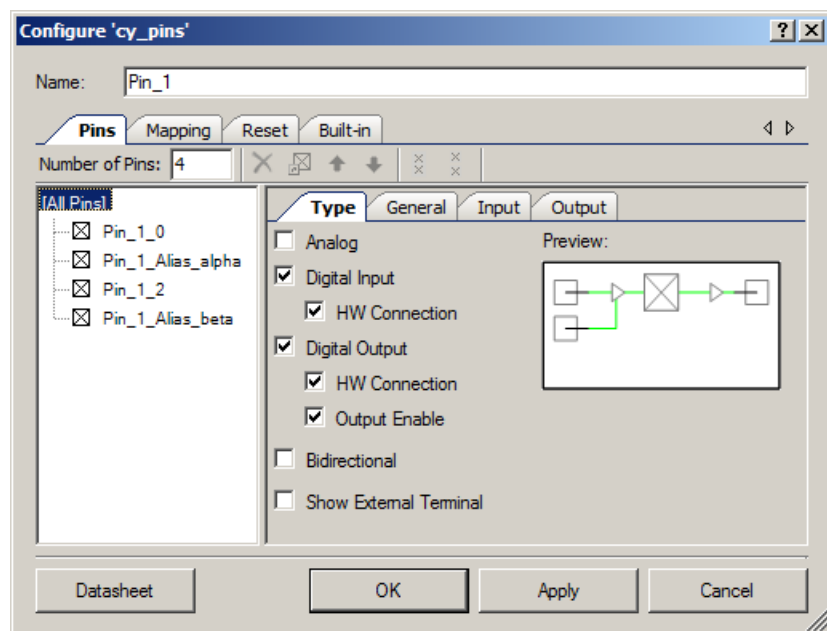 Configure 'cy_pins'
Name: Pin_1
Pins Mapping Reset Built-in
Number of Pins: 4
[All Pins]
Pin_1_0
Pin_1_Alias_alpha
Pin_1_2
Pin_1_Alias_beta
Type General Input Output
Analog
Preview:
Digital Input
HW Connection
Digital Output
HW Connection
Output Enable
Bidirectional
Show External Terminal
Datasheet OK Apply Cancel